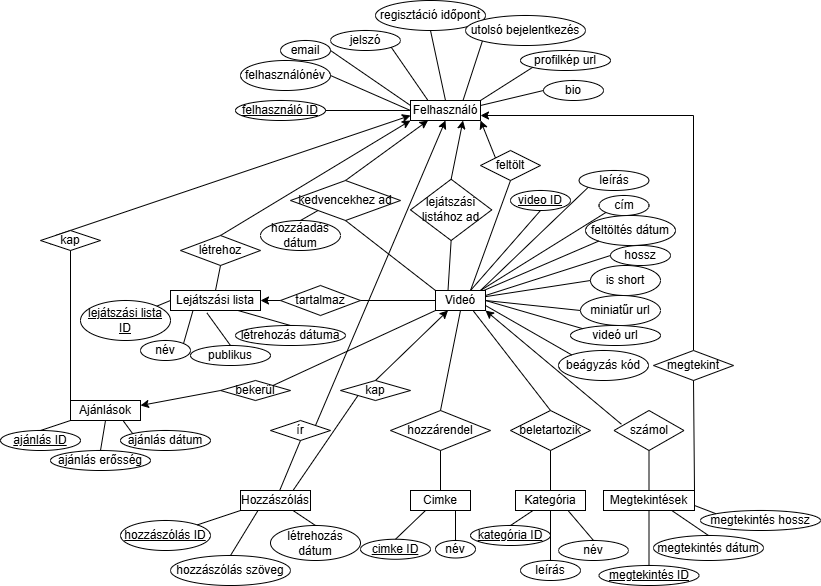 regisztáció időpont
utolsó bejelentkezés
jelszó
email
profilkép url
felhasználónév
bio
felhasználó ID
Felhasználó
feltölt
leírás
kedvencekhez ad
lejátszási
listához ad
video ID
cím
hozzáadás
dátum
feltöltés dátum
kap
létrehoz
hossz
is short
Lejátszási lista
tartalmaz
Videó
miniatűr url
lejátszási lista
ID
létrehozás dátuma
videó url
név
publikus
beágyzás kód
megtekint
bekerül
kap
Ajánlások
ajánlás ID
ajánlás dátum
ajánlás erősség
ír
hozzárendel
beletartozik
számol
Hozzászólás
Cimke
Kategória
Megtekintések
hozzászólás ID
létrehozás
dátum
cimke ID
név
kategória ID
név
leírás
megtekintés hossz
megtekintés dátum
megtekintés ID
hozzászólás szöveg